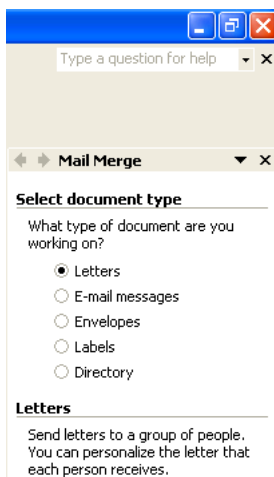 Type a question for help
Mail Merge
Select document type
What type of document are you
working on?
Letters
E-mail messages
Envelopes
Labels
Directory
Letters
Send letters to a group of people.
You can personalize the letter that
each person receives.